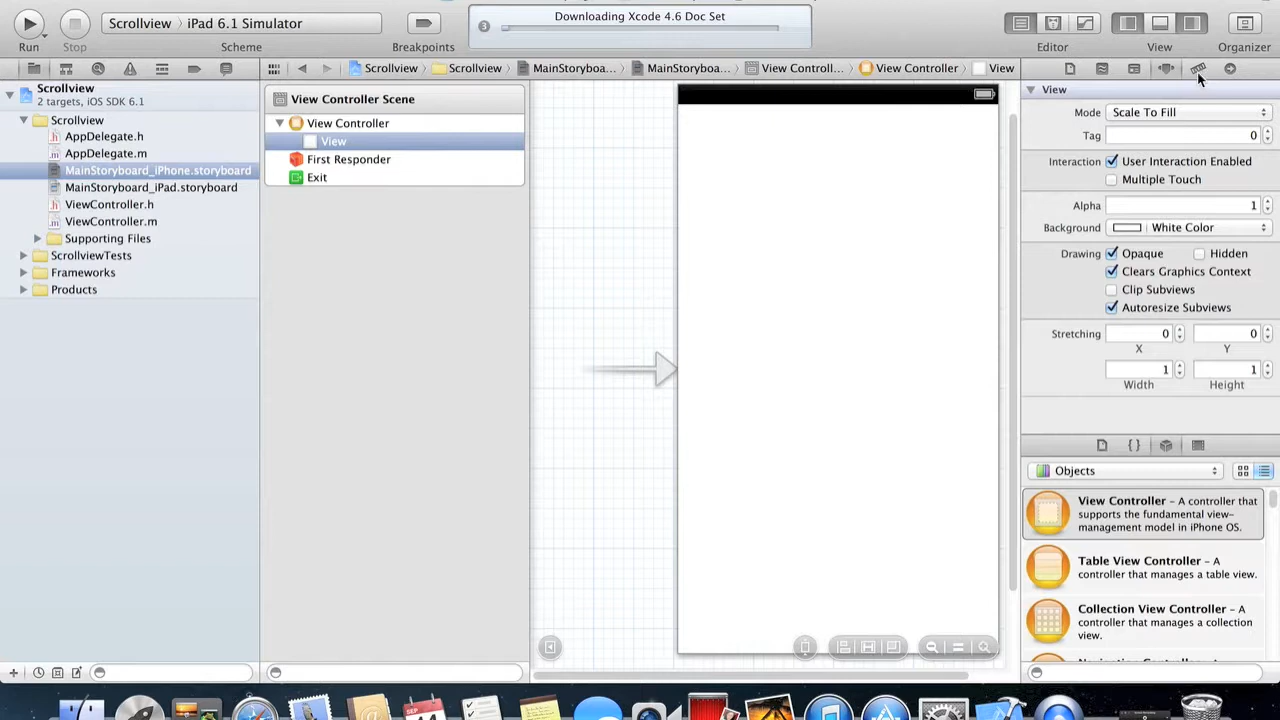 Scrollview › iPad 6.1 Simulator
3
Downloading Xcode 4.6 Doc Set
Run
Stop
Scheme
Breakpoints
Editor
View
Organizer
Scrollview
Scrollview
MainStoryboa...
MainStoryboa...
View Controll...
View Controller
View
Scrollview
2 targets, iOS SDK 6.1
Scrollview
AppDelegate.h
AppDelegate.m
MainStoryboard_iPhone.storyboard
MainStoryboard_iPad.storyboard
ViewController.h
ViewController.m
Supporting Files
ScrollviewTests
Frameworks
Products
View Controller Scene
View Controller
View
First Responder
Exit
View
Mode Scale To Fill
Tag 0
Interaction User Interaction Enabled
Multiple Touch
Alpha 1
Background White Color
Drawing Opaque Hidden
Clears Graphics Context
Clip Subviews
Autoresize Subviews
Stretching 0 0
X Y
1 1
Width Height
{ }
Objects
View Controller - A controller that
supports the fundamental view-
management model in iPhone OS.
Table View Controller - A
controller that manages a table view.
Collection View Controller - A
controller that manages a collection
view.
SEP